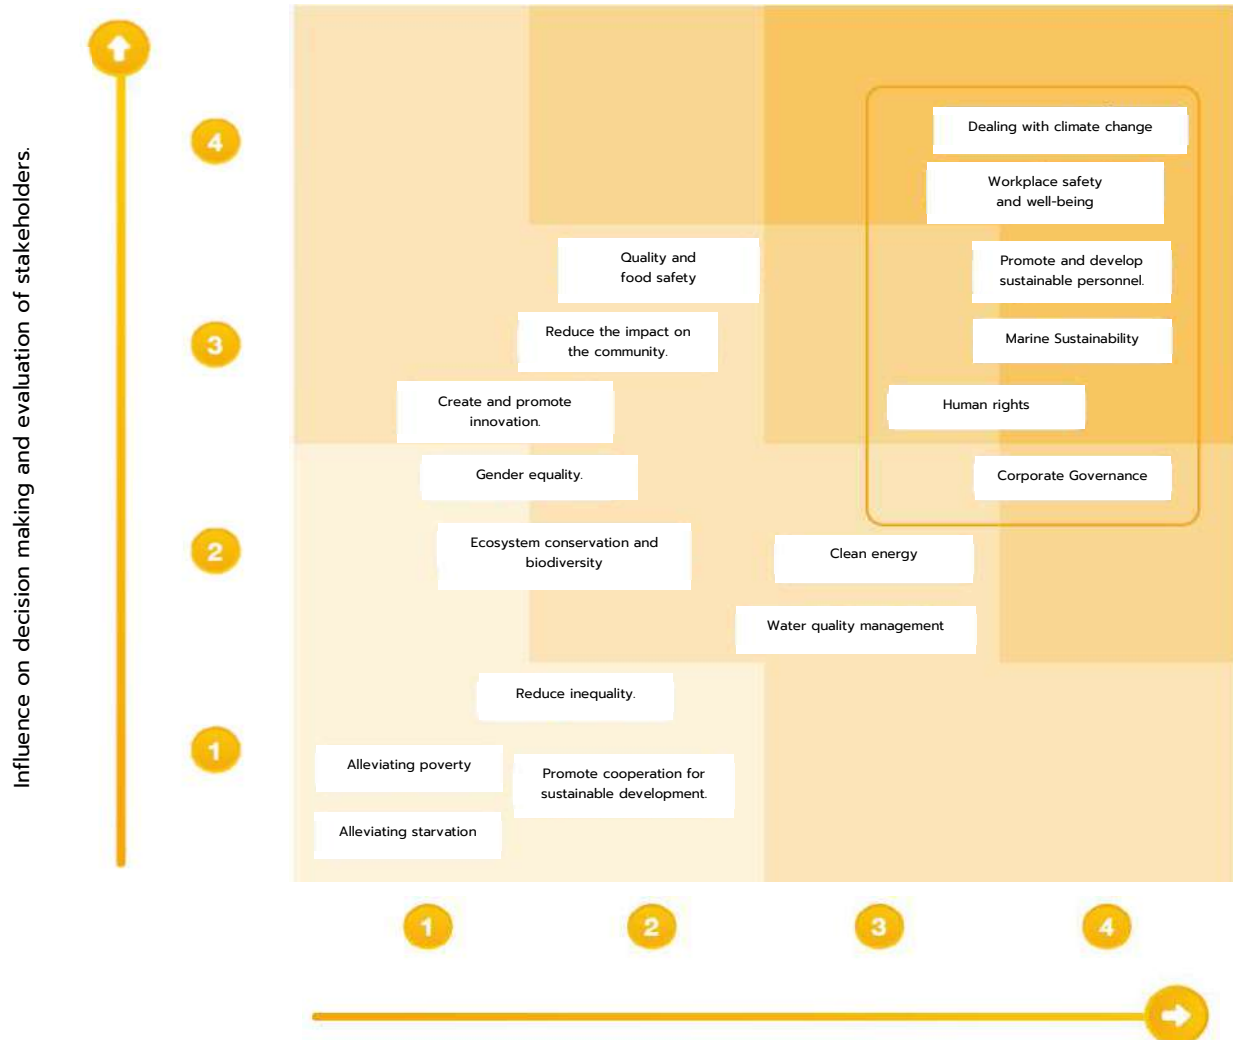 Influence on decision making and evaluation of stakeholders.
4
Dealing with climate change
Workplace safety
and well-being
Quality and
food safety
Promote and develop
sustainable personnel.
3
Reduce the impact on
the community.
Marine Sustainability
Create and promote
innovation.
Human rights
Gender equality.
Corporate Governance
2
Ecosystem conservation and
biodiversity
Clean energy
Water quality management
Reduce inequality.
1
Alleviating poverty
Promote cooperation for
sustainable development.
Alleviating starvation
1
2
3
4